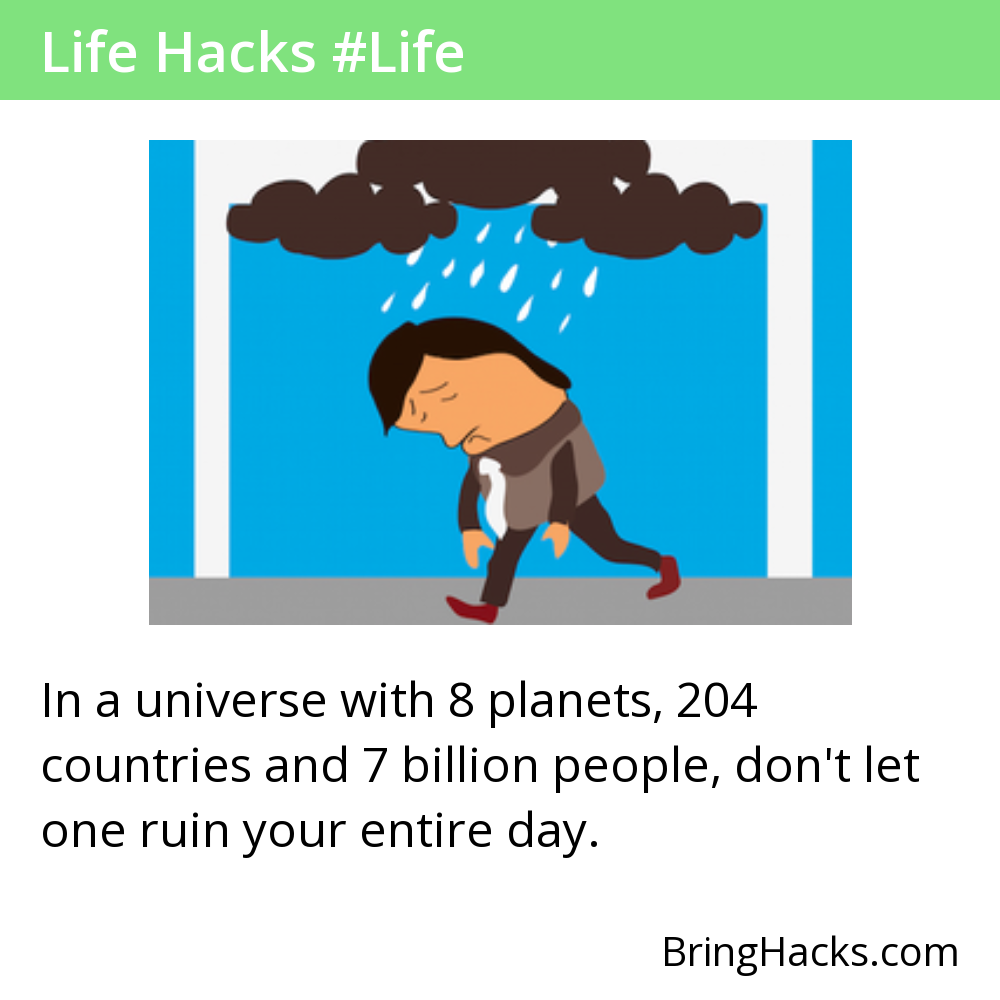 Life Hacks #Life
In a universe with 8 planets, 204
countries and 7 billion people, don't let
one ruin your entire day.
BringHacks.com